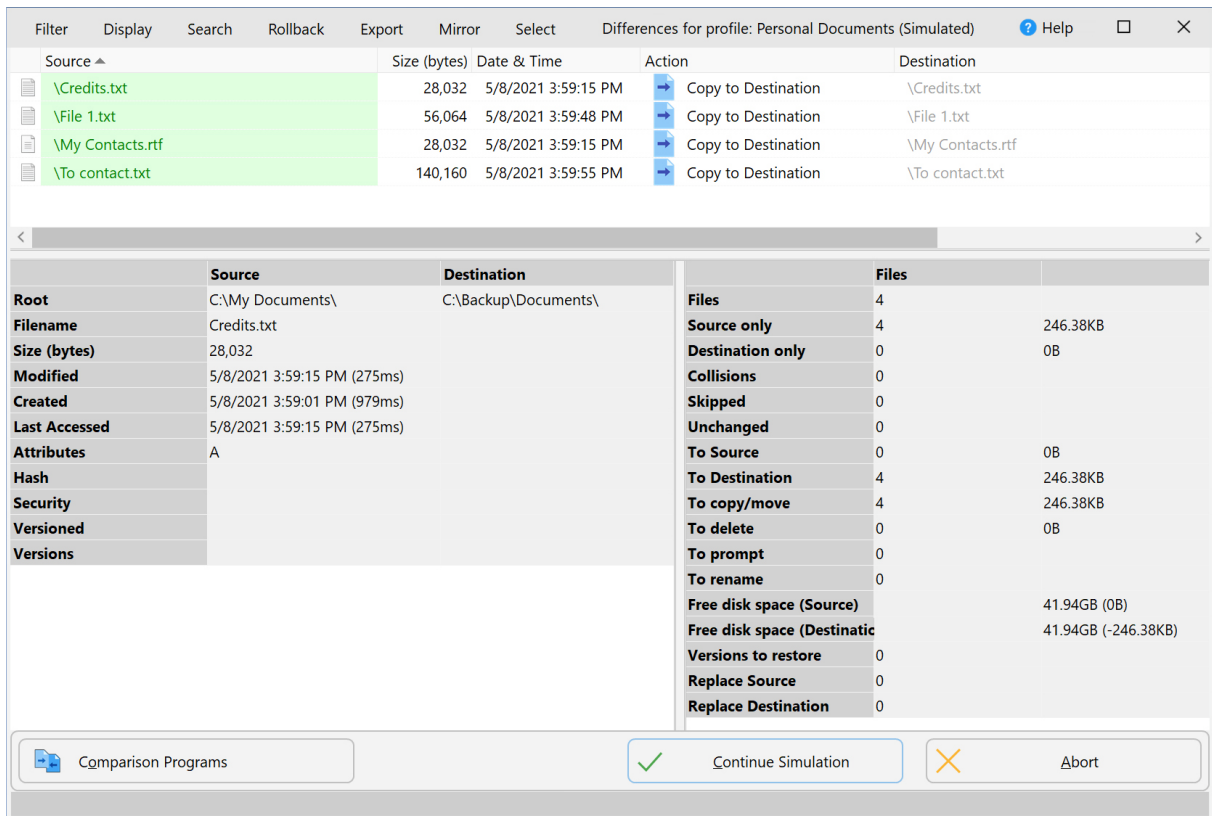 Filter Display Search Rollback Export Mirror Select Differences for profile: Personal Documents (Simulated) Help
Source Size (bytes) Date & Time Action Destination
\Credits.txt 28,032 5/8/2021 3:59:15 PM Copy to Destination \Credits.txt
\File 1.txt 56,064 5/8/2021 3:59:48 PM Copy to Destination \File 1.txt
\My Contacts.rtf 28,032 5/8/2021 3:59:15 PM Copy to Destination \My Contacts.rtf
\To contact.txt 140,160 5/8/2021 3:59:55 PM Copy to Destination \To contact.txt
Source Destination
Root C:\My Documents\ C:\Backup\Documents\
Filename Credits.txt
Size (bytes) 28,032
Modified 5/8/2021 3:59:15 PM (275ms)
Created 5/8/2021 3:59:01 PM (979ms)
Last Accessed 5/8/2021 3:59:15 PM (275ms)
Attributes A
Hash
Security
Versioned
Versions
Files
Files 4
Source only 4 246.38KB
Destination only 0 0B
Collisions 0
Skipped 0
Unchanged 0
To Source 0 0B
To Destination 4 246.38KB
To copy/move 4 246.38KB
To delete 0 0B
To prompt 0
To rename 0
Free disk space (Source) 41.94GB (0B)
Free disk space (Destinatic 41.94GB (-246.38KB)
Versions to restore 0
Replace Source 0
Replace Destination 0
Comparison Programs Continue Simulation Abort